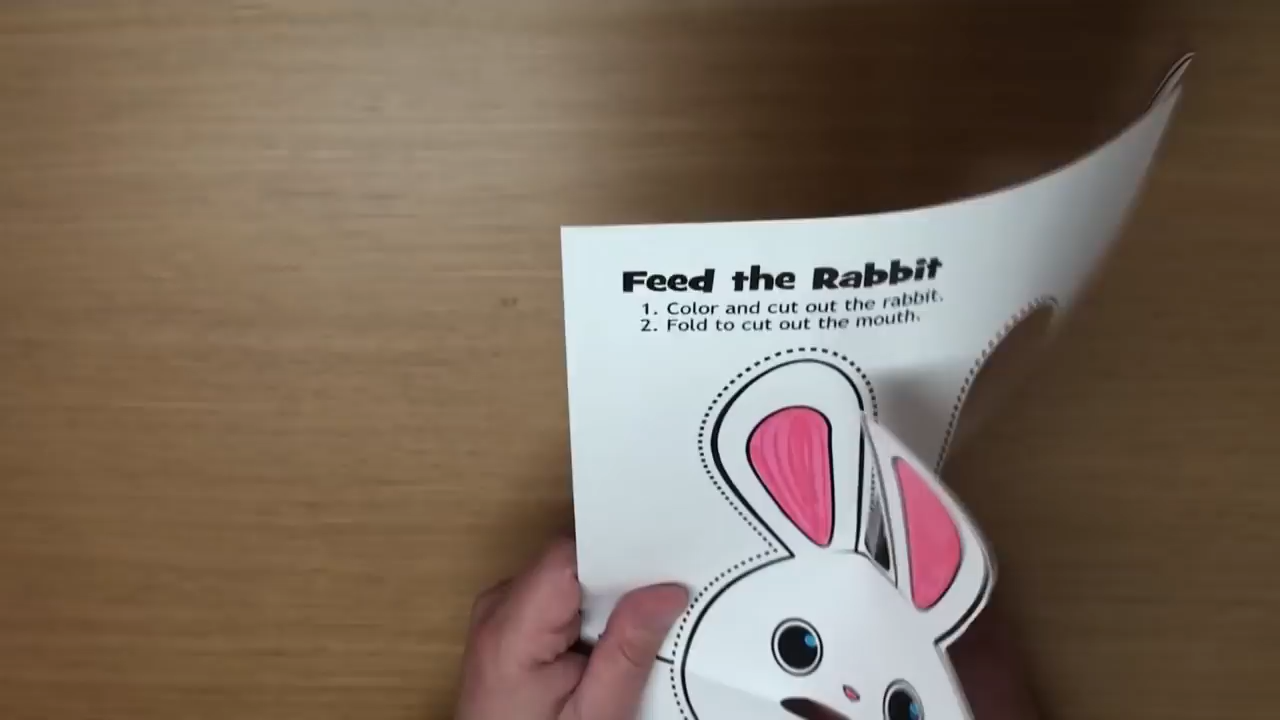 Feed the Rabbit
1. Color and cut out the rabbit.
2. Fold to cut out the mouth.